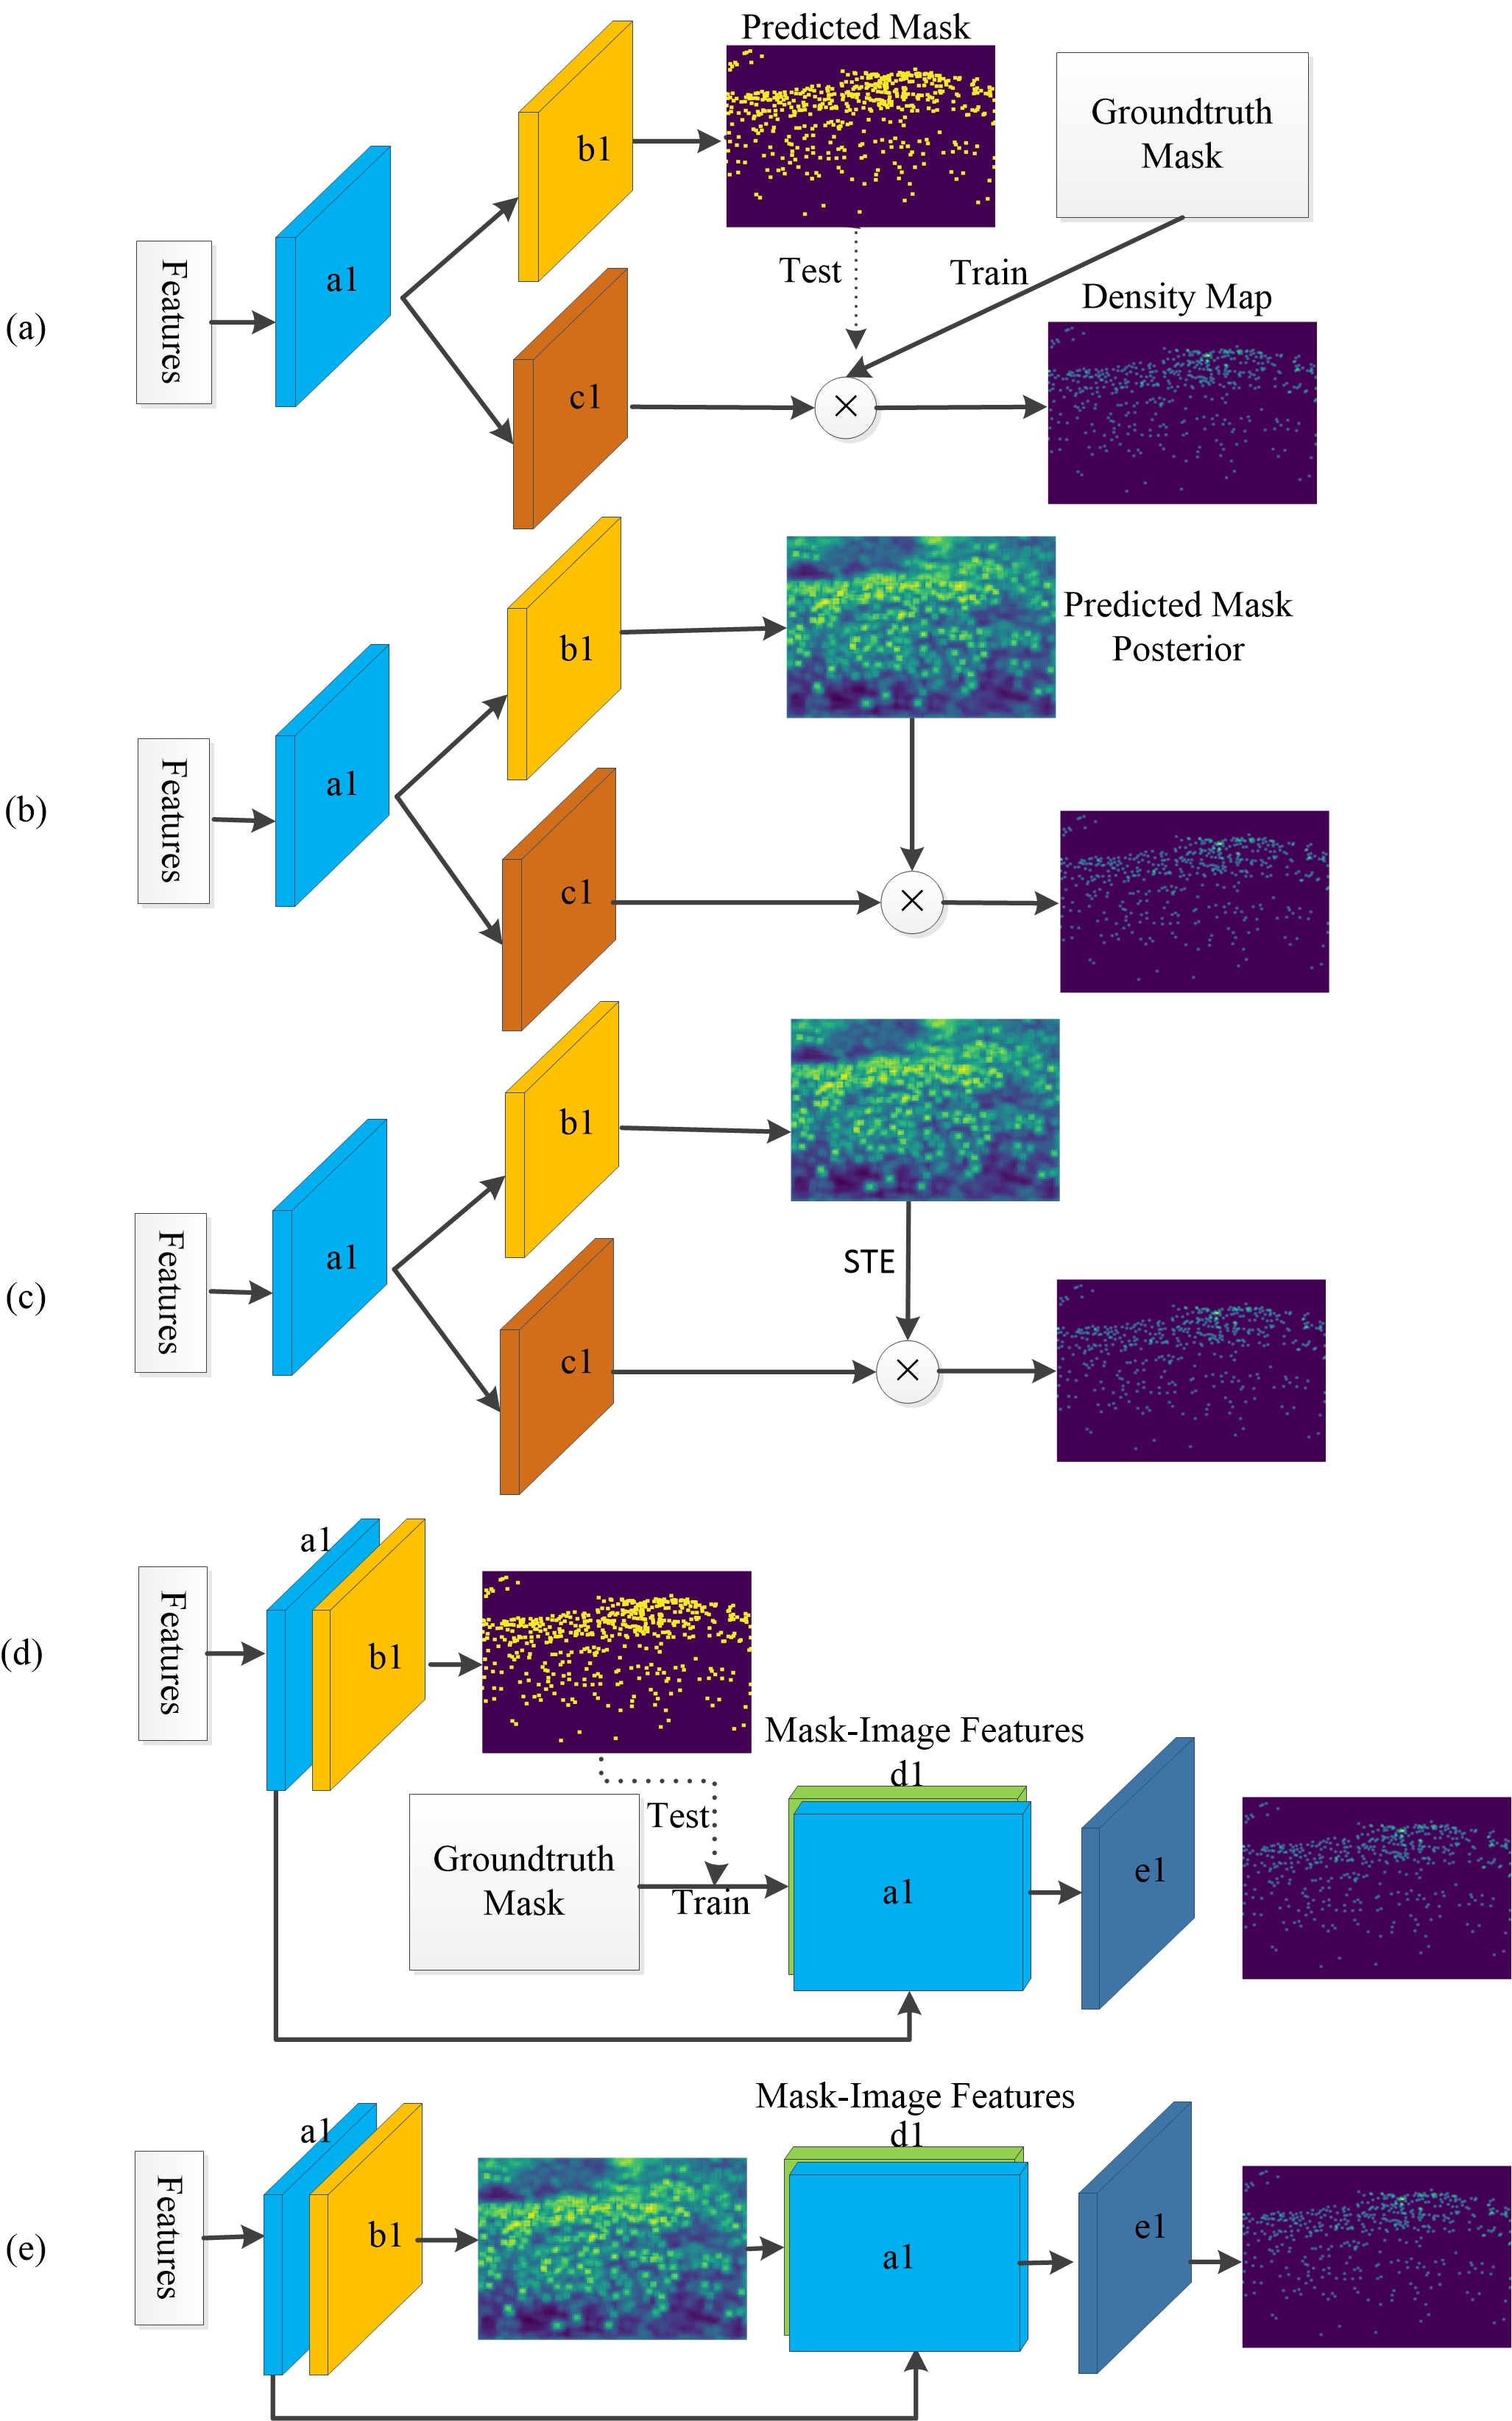 Predicted Mask
Groundtruth
Mask
b1
a1
Features
Test
Train
Density Map
(a)
c1
×
b1
Predicted Mask
Posterior
a1
Features
(b)
c1
×
b1
a1
Features
STE
(c)
c1
×
a1
Features
b1
(d)
Mask-Image Features
d1
Test
Groundtruth
Mask
Train
a1
e1
Mask-Image Features
d1
a1
Features
b1
a1
e1
(e)